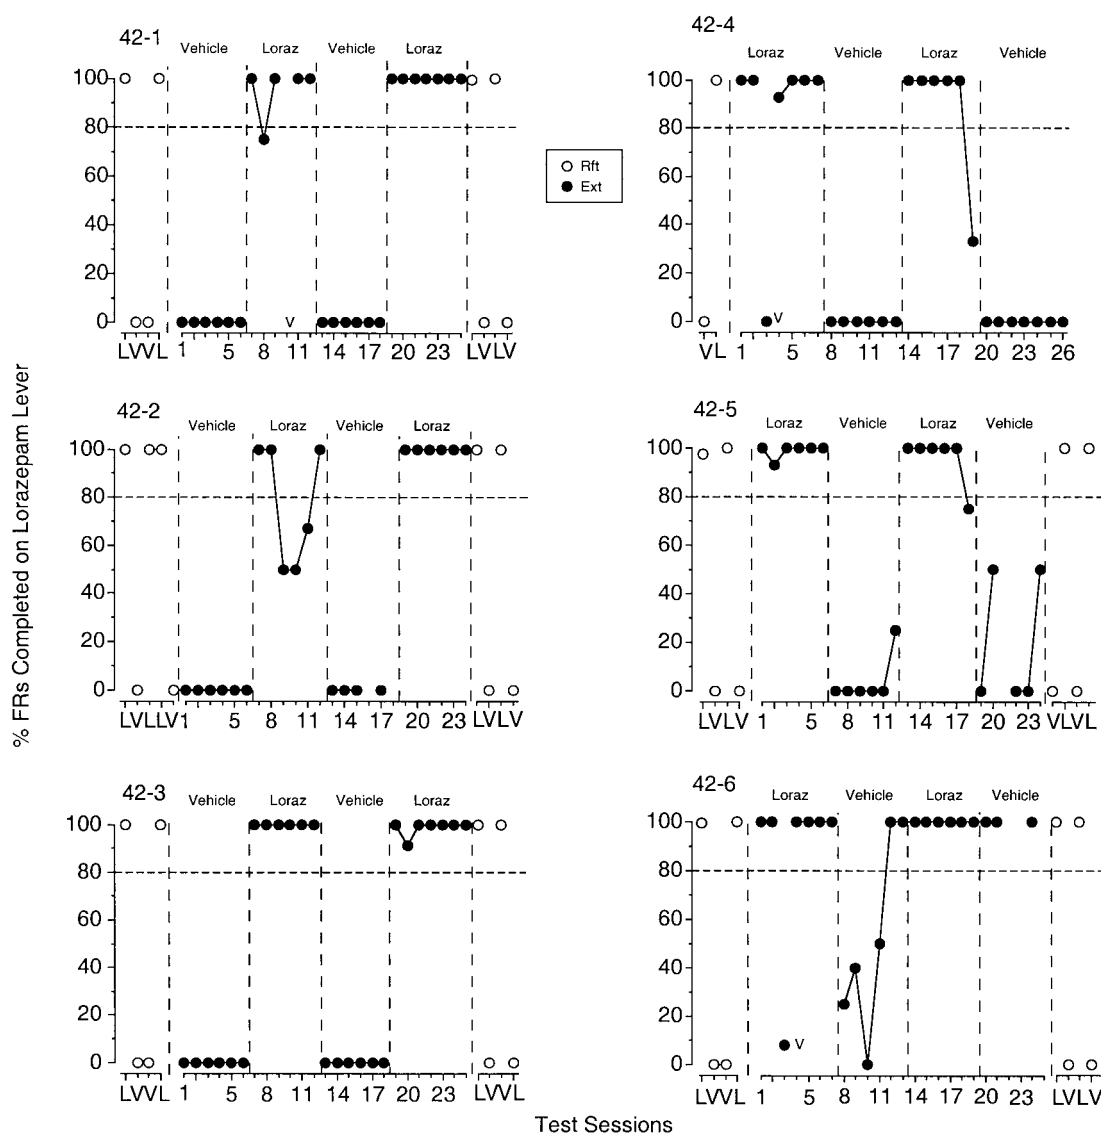 % FRs Completed on Lorazepam Lever
42-1
Vehicle Loraz Vehicle Loraz
100
80
60
40
20
0
V
LVVL 1 5 8 11 14 17 20 23 LVLV
Rft
Ext
42-4
Loraz Vehicle Loraz Vehicle
100
80
60
40
20
0
V
VL 1 5 8 11 14 17 20 23 26
42-2
Vehicle Loraz Vehicle Loraz
100
80
60
40
20
0
LVLLV 1 5 8 11 14 17 20 23 LVLV
42-5
Loraz Vehicle Loraz Vehicle
100
80
60
40
20
0
LVLV 1 5 8 11 14 17 20 23 VLVL
42-3
Vehicle Loraz Vehicle Loraz
100
80
60
40
20
0
LVVL 1 5 8 11 14 17 20 23 LVVLV
42-6
Loraz Vehicle Loraz Vehicle
100
80
60
40
20
0
V
LVVL 1 5 8 11 14 17 20 23 LVLV
Test Sessions